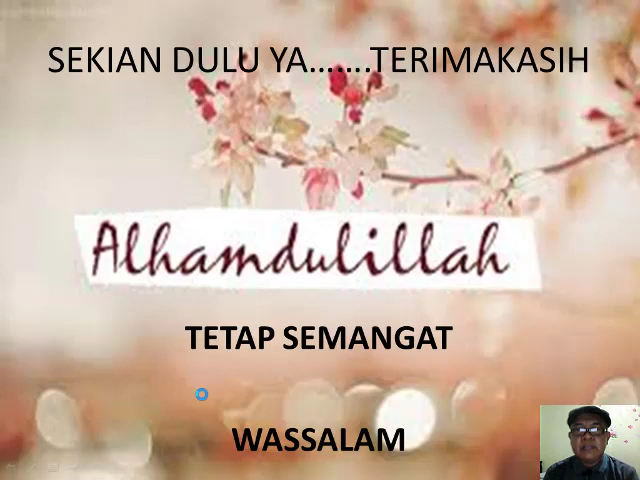 SEKIAN DULU YA.......TERIMAKASIH
Alhamdulillah
TETAP SEMANGAT
WASSALAM